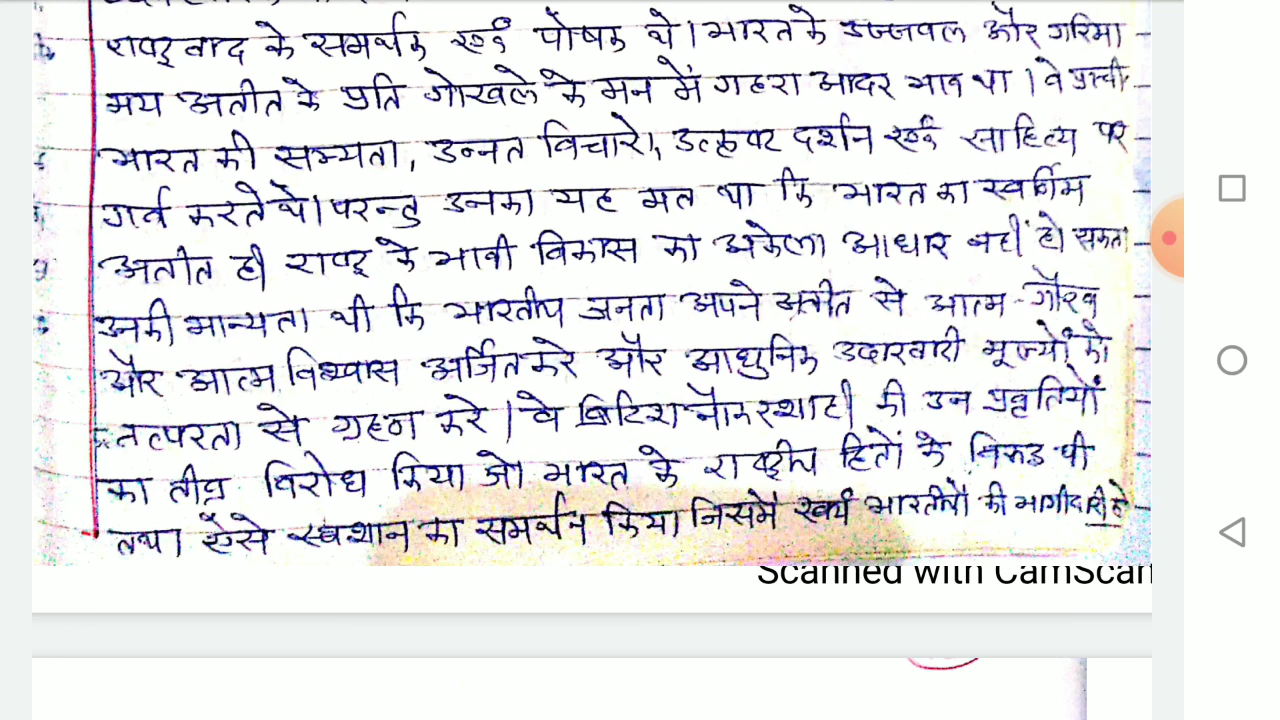 राष्ट्रवाद के समर्थक एवं पोषक थे। भारत के उज्जवल और गरिमा
मय अतीत के प्रति गोखले के मन में गहरा आदर भाव था। वे प्राची
भारत की सभ्यता, उन्नत विचारो, उत्कृष्ट दर्शन एवं साहित्य पर
गर्व करते थे। परन्तु उनका यह मत था कि भारत का स्वर्णिम
अतीत ही राष्ट्र के भावी विकास का अकेला आधार नहीं हो सकता
उनकी मान्यता थी कि भारतीय जनता अपने अतीत से आत्म-गौरव
और आत्म विश्वास अर्जित करे और आधुनिक उदारवादी मूल्यों को
तत्परता से ग्रहण करे। वे ब्रिटिश नौकरशाही की उन प्रवृतियों
का तीव्र विरोध किया जो भारत के राष्ट्रीय हितों के विरुद्ध थी
तथा ऐसे स्वशान का समर्थन किया जिसमें स्वयं भारतीयों की भागीदारी हे
Scanned with CamScan